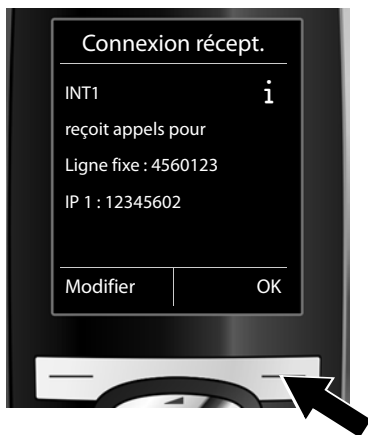 Connexion récept.
INT1 i
reçoit appels pour
Ligne fixe : 4560123
IP 1 : 12345602
Modifier OK